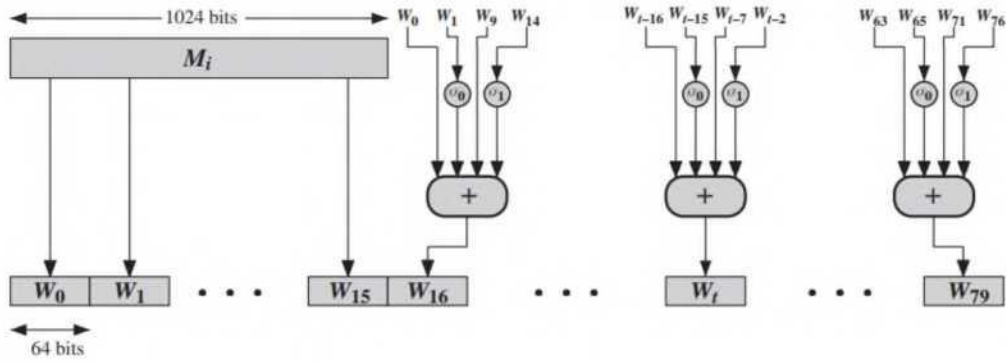 1024 bits
W0 W1 W9 W14
Wt–16 Wt–15 Wt–7 Wt–2
W63 W65 W71 W76
Mi
σ0 σ1
σ0 σ1
σ0 σ1
+
+
+
W0 W1 • • • W15 W16 • • • Wt • • • W79
64 bits